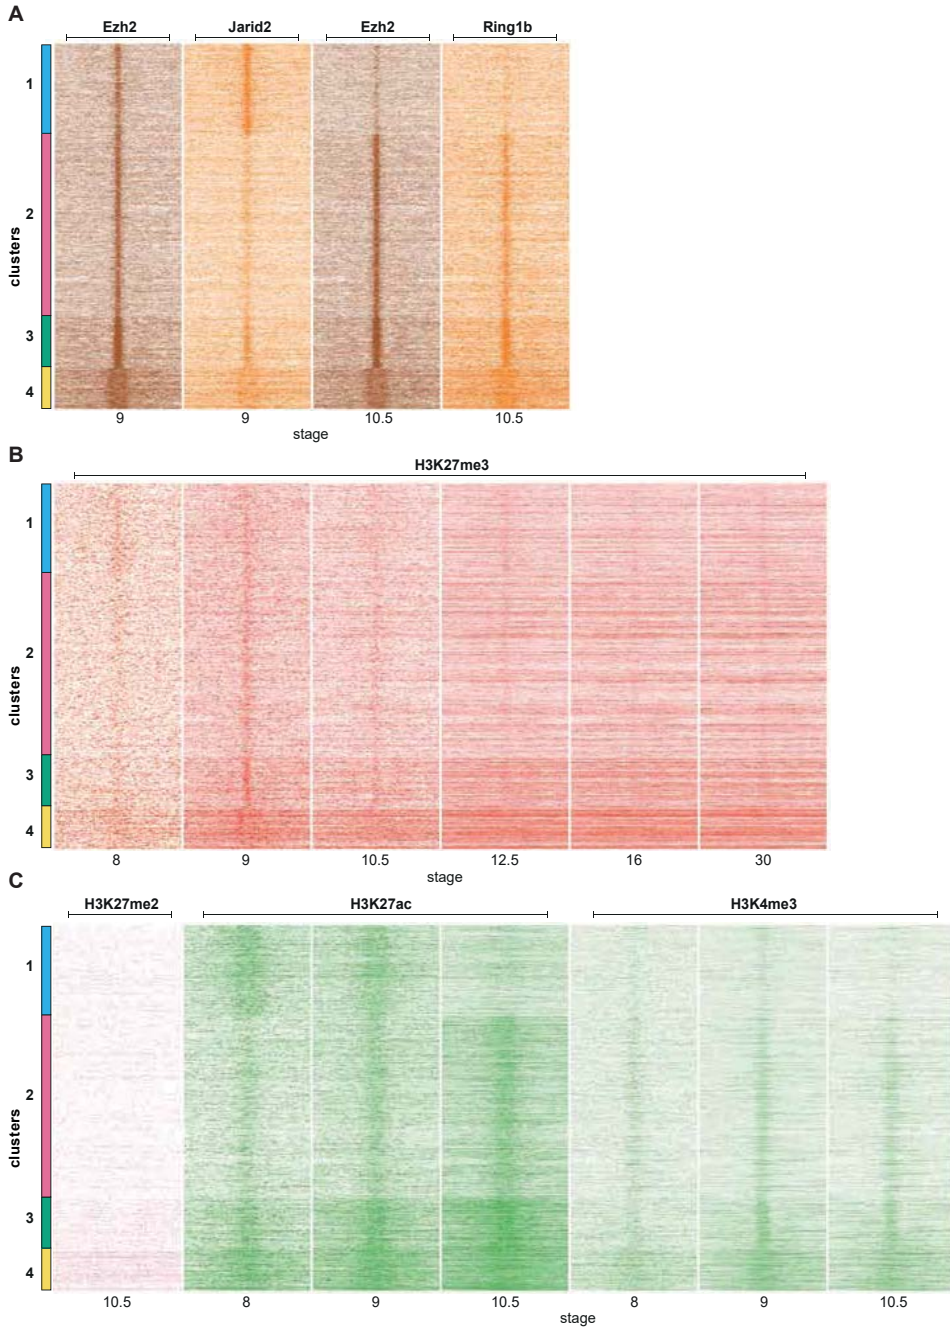 A
Ezh2 Jarid2 Ezh2 Ring1b
1
2
3
4
clusters
9 9 10.5 10.5
stage
B
H3K27me3
1
2
3
4
clusters
8 9 10.5 12.5 16 30
stage
C
H3K27me2 H3K27ac H3K4me3
1
2
3
4
clusters
10.5 8 9 10.5 8 9 10.5
stage